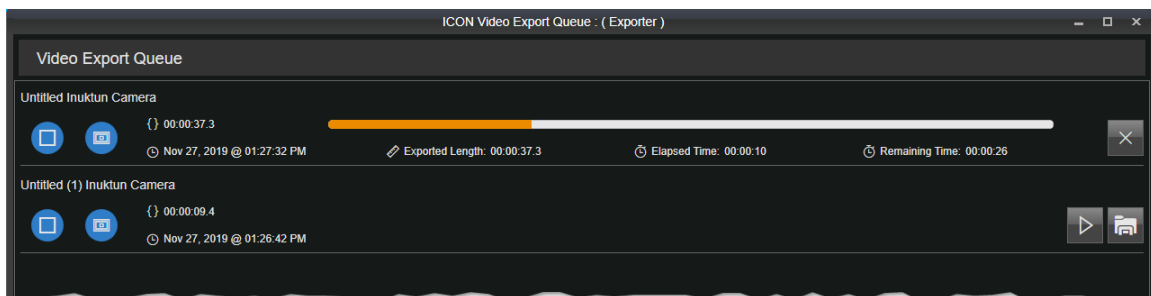 ICON Video Export Queue : ( Exporter )
Video Export Queue
Untitled Inuktun Camera
{ } 00:00:37.3
Nov 27, 2019 @ 01:27:32 PM
Exported Length: 00:00:37.3
Elapsed Time: 00:00:10
Remaining Time: 00:00:26
Untitled (1) Inuktun Camera
{ } 00:00:09.4
Nov 27, 2019 @ 01:26:42 PM